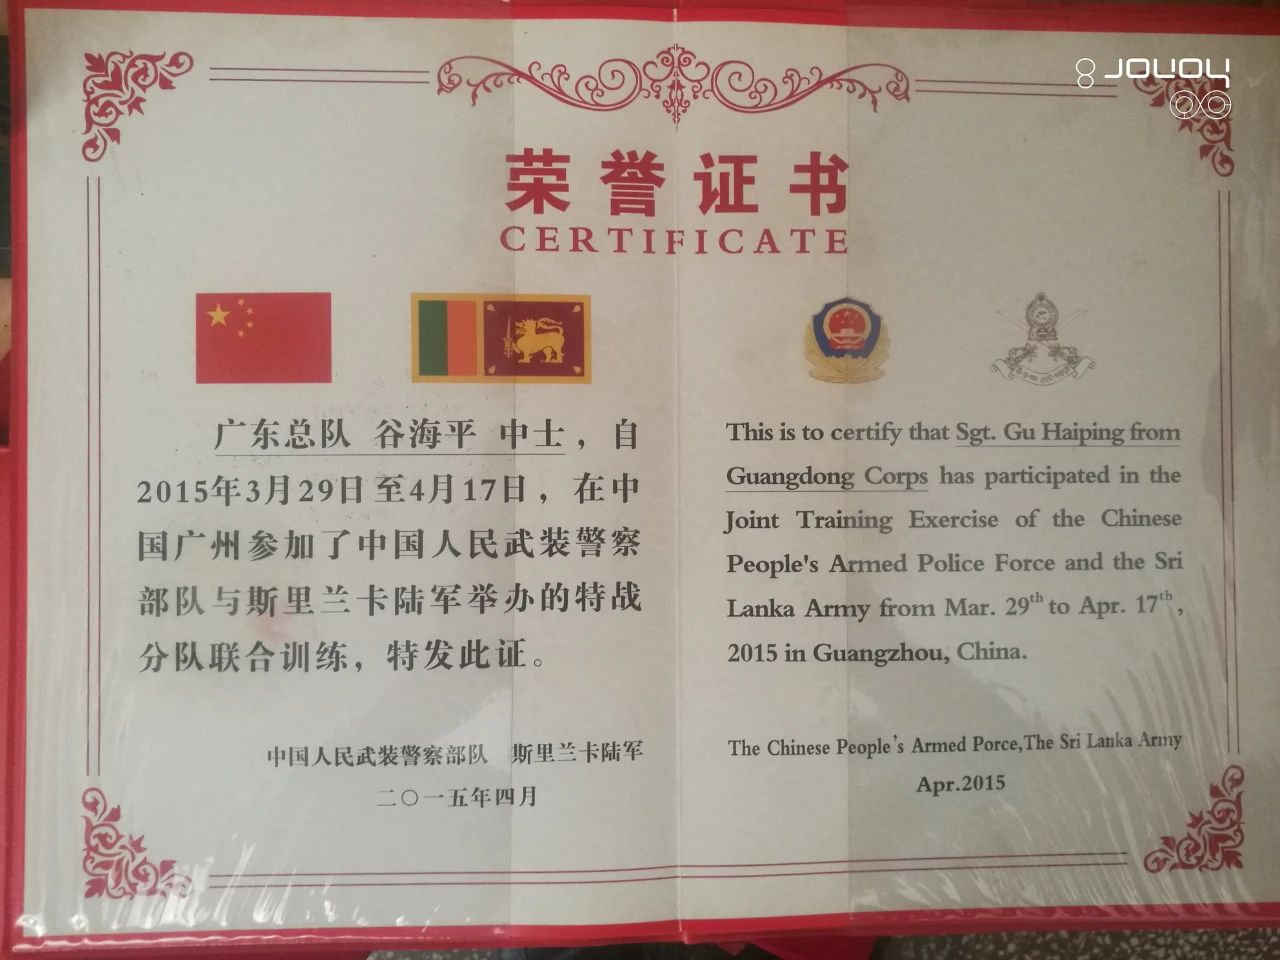 JOYOY
荣誉证书
CERTIFICATE
广东总队 谷海平 中士，自
2015年3月29日至4月17日，在中
国广州参加了中国人民武装警察
部队与斯里兰卡陆军举办的特战
分队联合训练，特发此证。
中国人民武装警察部队 斯里兰卡陆军
二〇一五年四月
This is to certify that Sgt. Gu Haiping from
Guangdong Corps has participated in the
Joint Training Exercise of the Chinese
People's Armed Police Force and the Sri
Lanka Army from Mar. 29th to Apr. 17th,
2015 in Guangzhou, China.
The Chinese People's Armed Porce,The Sri Lanka Army
Apr.2015